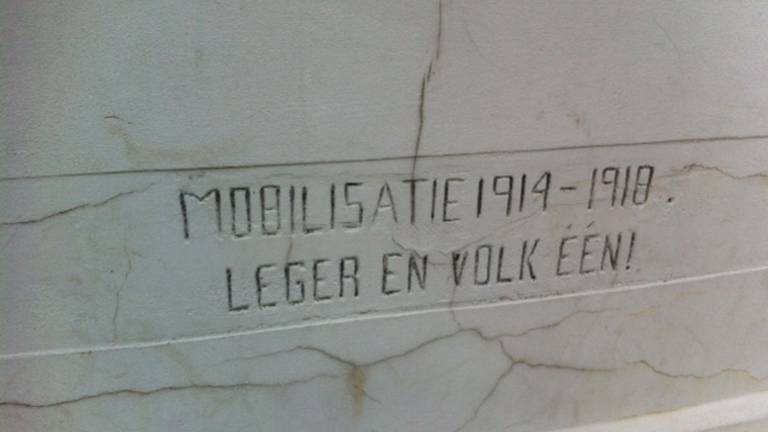 MOBILISATIE 1914-1918.
LEGER EN VOLK ÉÉN!